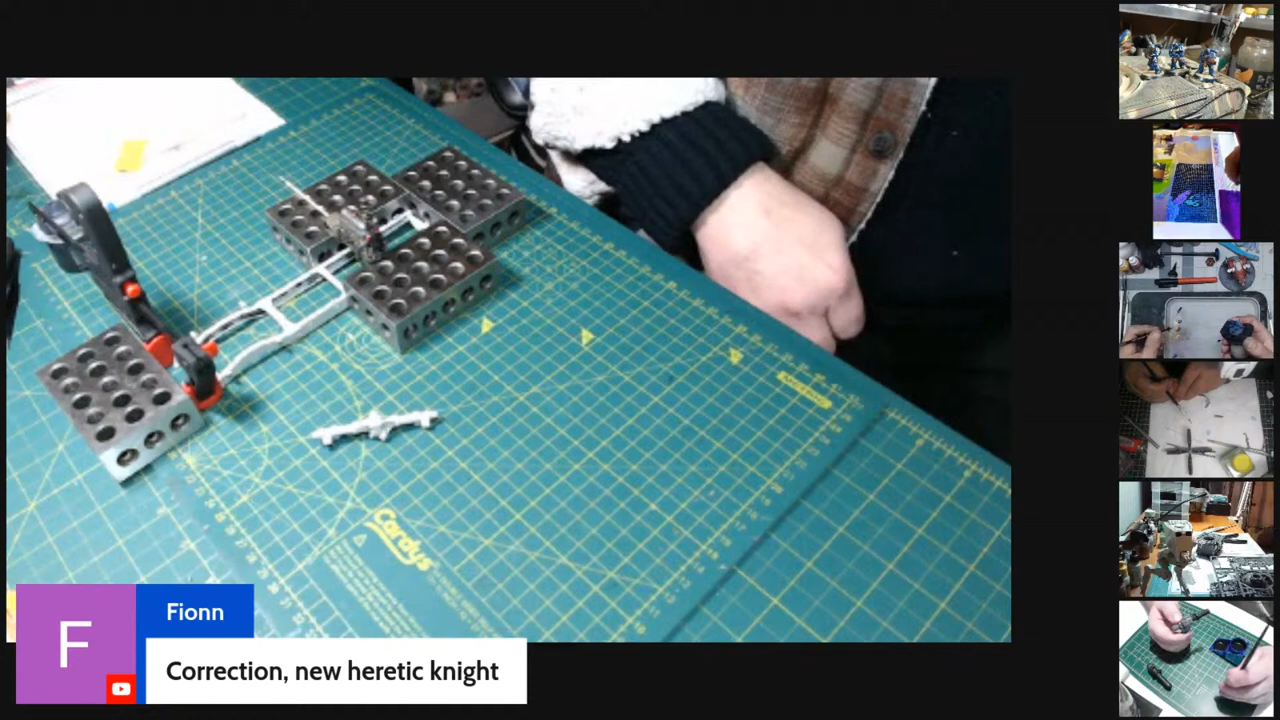 Cardys
Fionn
F
Correction, new heretic knight